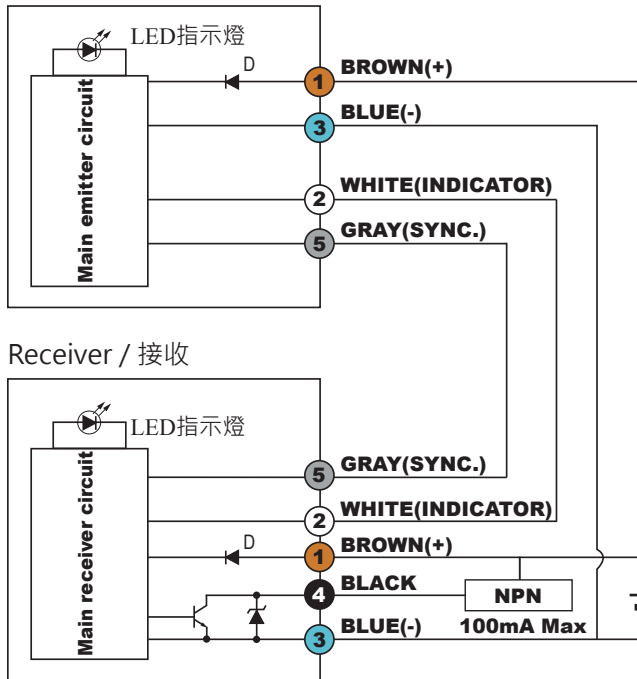 LED指示燈
D
Main emitter circuit
1 BROWN(+)
3 BLUE(-)
2 WHITE(INDICATOR)
5 GRAY(SYNC.)
Receiver / 接收
LED指示燈
Main receiver circuit
5 GRAY(SYNC.)
2 WHITE(INDICATOR)
D
1 BROWN(+)
4 BLACK
NPN
100mA Max
3 BLUE(-)